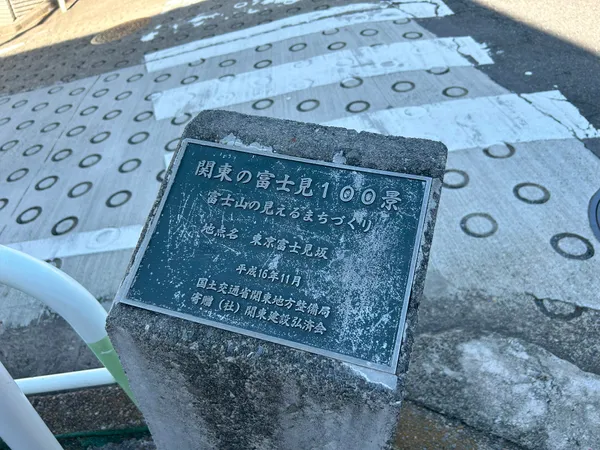 関東の富士見100景
富士山の見えるまちづくり
地点名 東京富士見坂
平成16年11月
国土交通省関東地方整備局
寄贈(社)関東建設弘済会